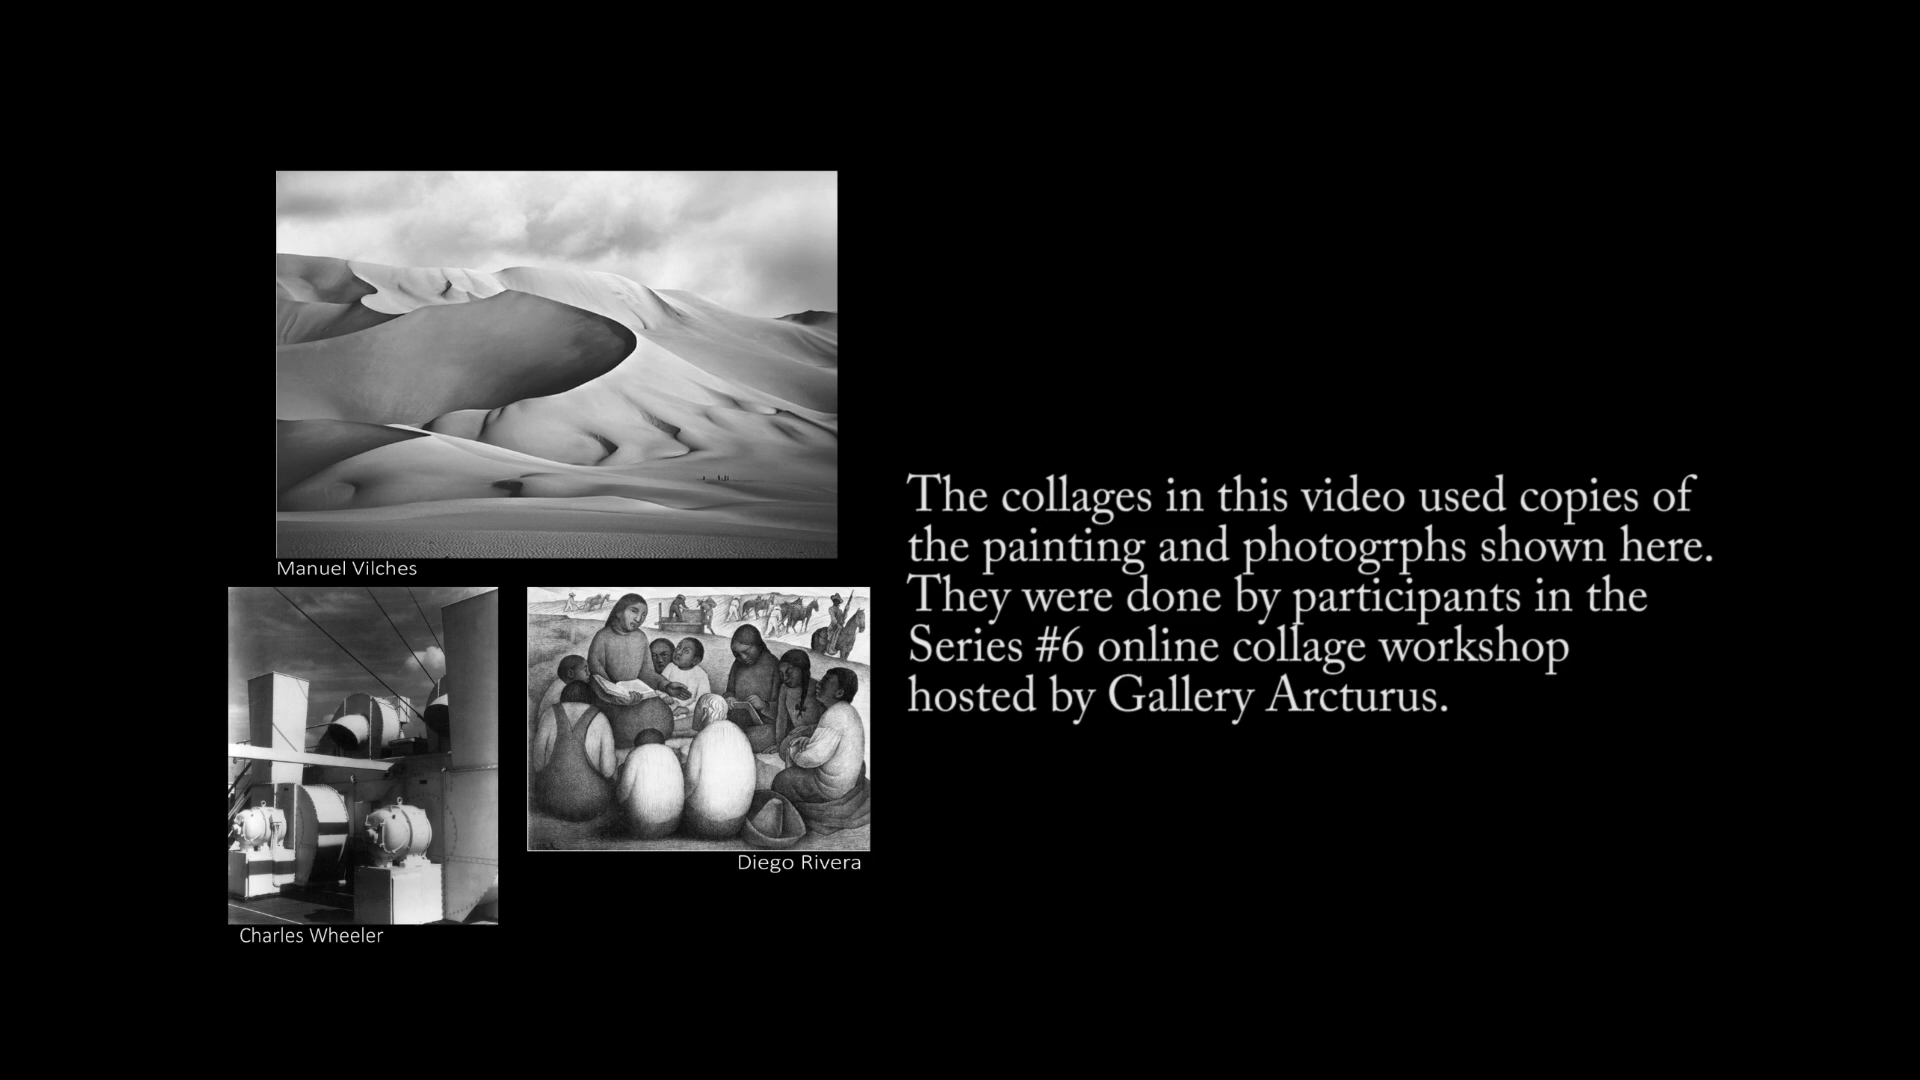 Manuel Vilches
Charles Wheeler
Diego Rivera
The collages in this video used copies of
the painting and photogrphs shown here.
They were done by participants in the
Series #6 online collage workshop
hosted by Gallery Arcturus.